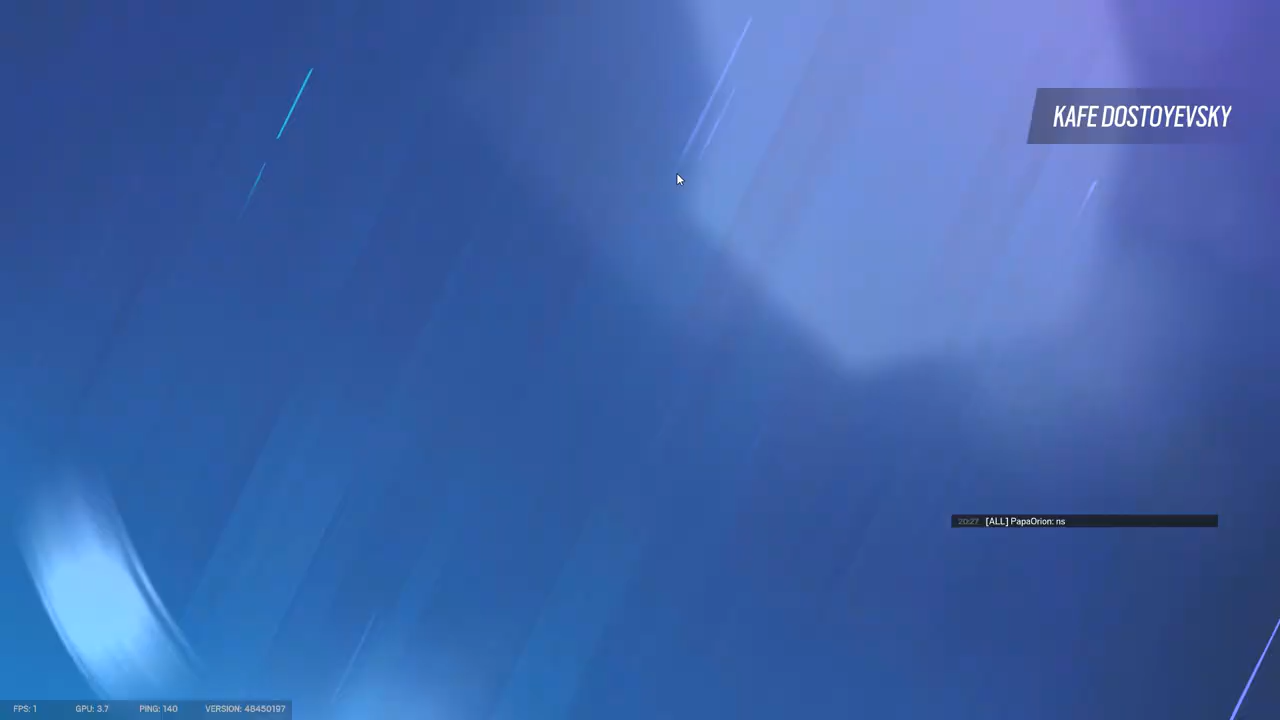 KAFE DOSTOYEVSKY
20:27 [ALL] PapaOrion: ns
FPS: 1 GPU: 3.7 PING: 140 VERSION: 48450197